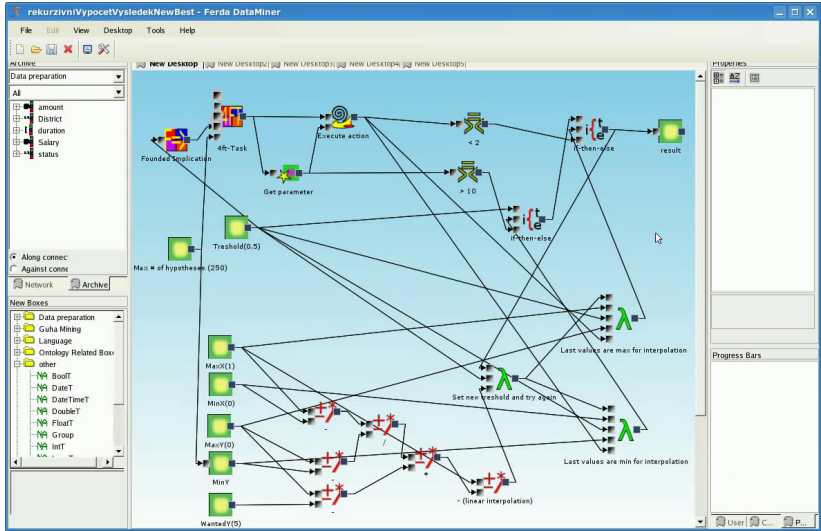 rekurzivniVypocetVysledekNewBest - Ferda DataMiner
File Edit View Desktop Tools Help
Archive
New Desktop New Desktop2 New Desktop3 New Desktop4 New Desktop5
Properties
Data preparation
All
amount
District
duration
Salary
status
Along connec
Against conne
Network Archive
New Boxes
Data preparation
Guha Mining
Language
Ontology Related Box
other
BoolT
DateT
DateTimeT
DoubleT
FloatT
Group
IntT
Founded Implication
4ft-Task
Execute action
< 2
if-then-else
result
Get parameter
> 10
if-then-else
Treshold(0.5)
Max # of hypotheses (250)
MaxX(1)
MinX(0)
MaxY(0)
MinY
WantedY(5)
-
/
-
*
-
- (linear interpolation)
Set new treshold and try again
Last values are max for interpolation
Last values are min for interpolation
Progress Bars
User C... P...